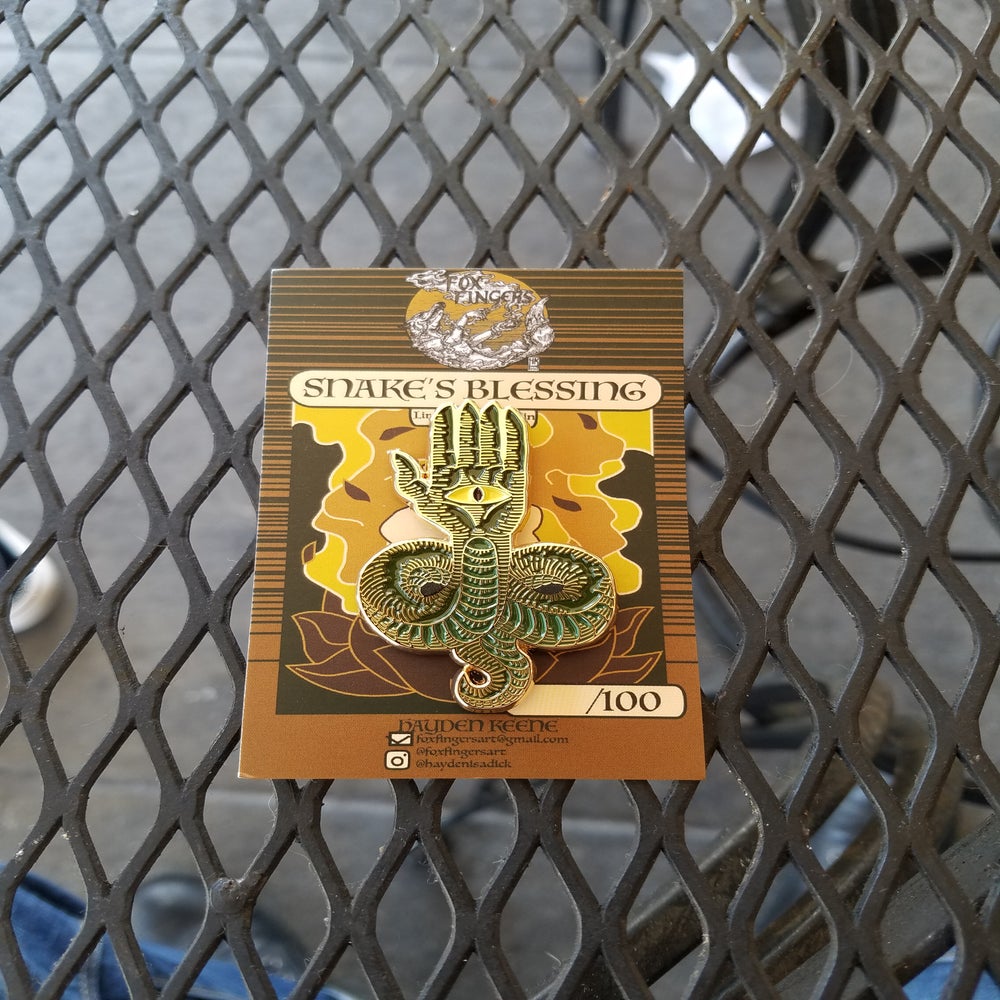 FOX
FINGERS
SNAKE'S BLESSING
/100
HAYDEN KEENE
foxfingersart@gmail.com
@foxfingersart
@haydenisadick